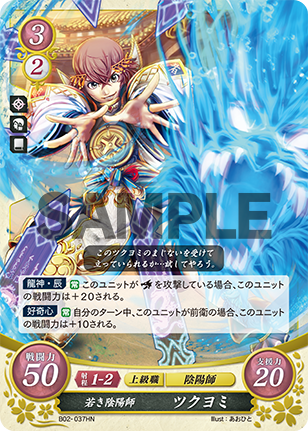 3
2
SAMPLE
このツクヨミのまじないを受けて
立っていられるか…試してやろう。
龍神・辰 常 このユニットが を攻撃している場合、このユニット
の戦闘力は＋20される。
好奇心 常 自分のターン中、このユニットが前衛の場合、このユニット
の戦闘力は＋10される。
戦闘力
50
射程 1-2 上級職 陰陽師
支援力
20
若き陰陽師 ツクヨミ
B02-037HN Illust：あおひと